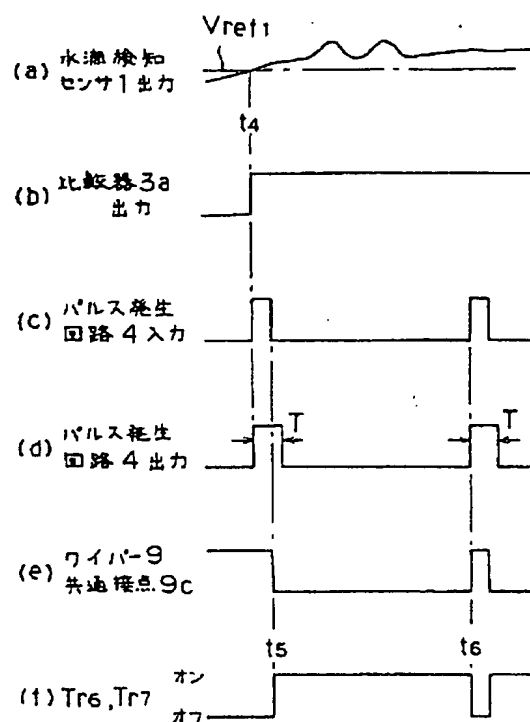 Vref1
(a) 水滴検知
センサ1出力
t4
(b) 比較器3a
出力
(c) パルス発生
回路4入力
T
T
(d) パルス発生
回路4出力
(e) ワイパー9
共通接点9c
t5
t6
オン
(f) Tr6,Tr7
オフ